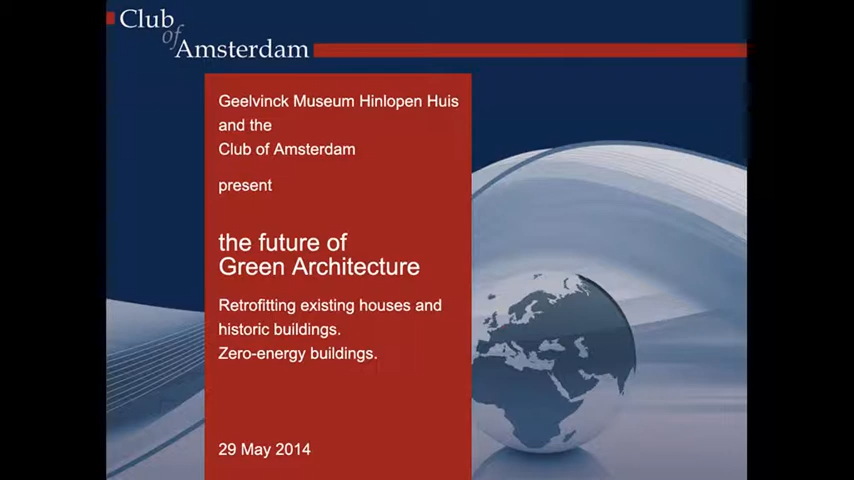 Club
of
Amsterdam
Geelvinck Museum Hinlopen Huis
and the
Club of Amsterdam
present
the future of
Green Architecture
Retrofitting existing houses and
historic buildings.
Zero-energy buildings.
29 May 2014